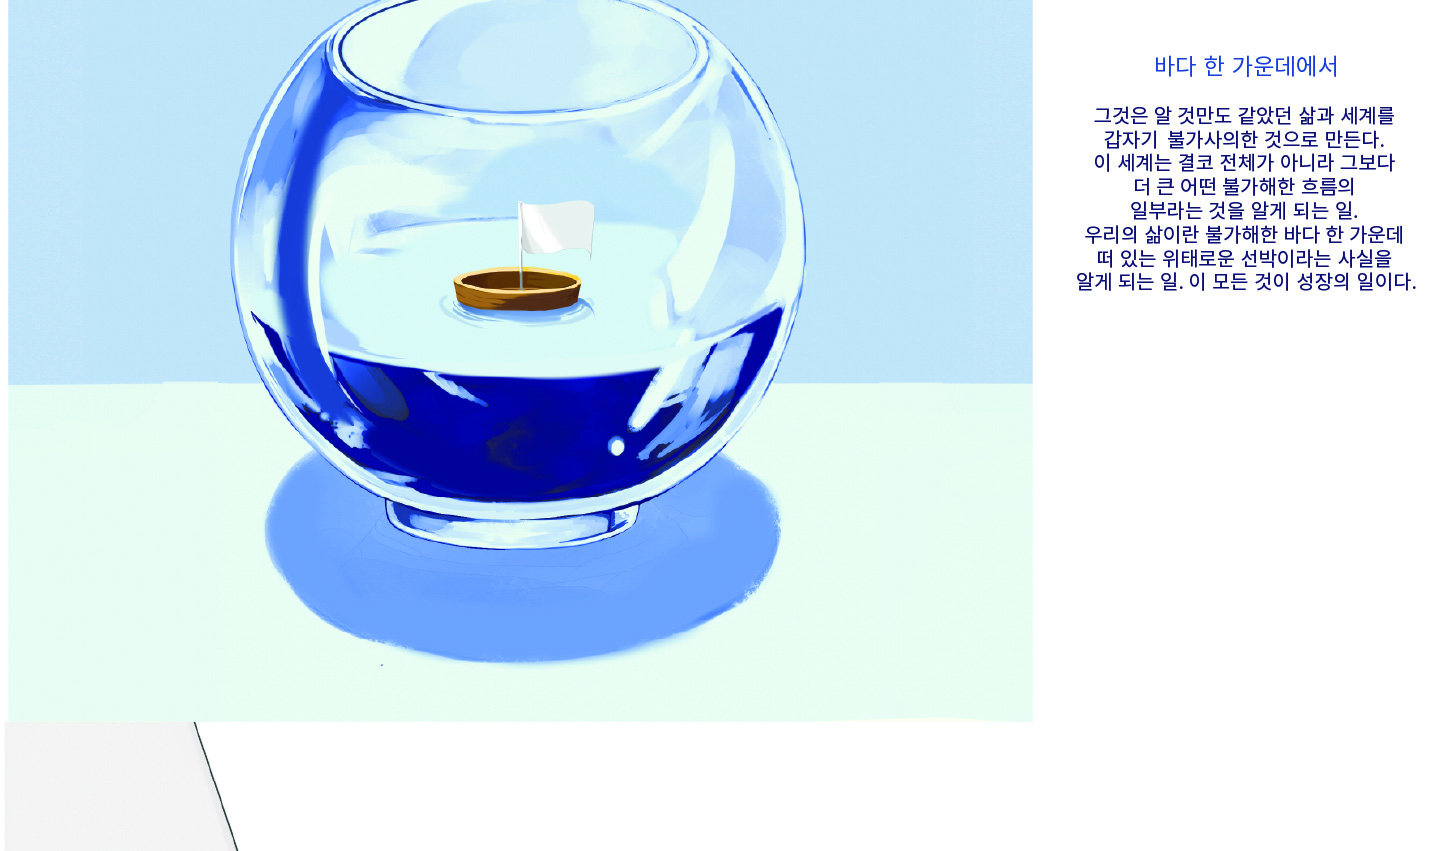 바다 한 가운데에서
그것은 알 것만도 같았던 삶과 세계를
갑자기 불가사의한 것으로 만든다.
이 세계는 결코 전체가 아니라 그보다
더 큰 어떤 불가해한 흐름의
일부라는 것을 알게 되는 일.
우리의 삶이란 불가해한 바다 한 가운데
떠 있는 위태로운 선박이라는 사실을
알게 되는 일. 이 모든 것이 성장의 일이다.